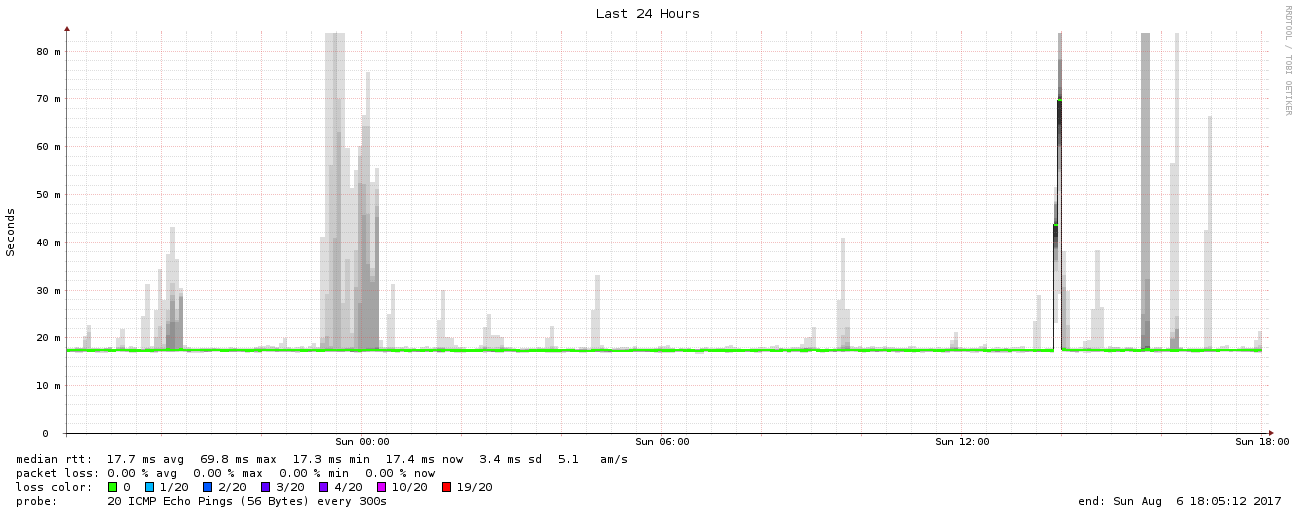 Last 24 Hours
RRDTOOL / TOBI OETIKER
Seconds
80 m
70 m
60 m
50 m
40 m
30 m
20 m
10 m
0
Sun 00:00 Sun 06:00 Sun 12:00 Sun 18:00
median rtt: 17.7 ms avg 69.8 ms max 17.3 ms min 17.4 ms now 3.4 ms sd 5.1 am/s
packet loss: 0.00 % avg 0.00 % max 0.00 % min 0.00 % now
loss color: 0 1/20 2/20 3/20 4/20 10/20 19/20
probe: 20 ICMP Echo Pings (56 Bytes) every 300s end: Sun Aug 6 18:05:12 2017